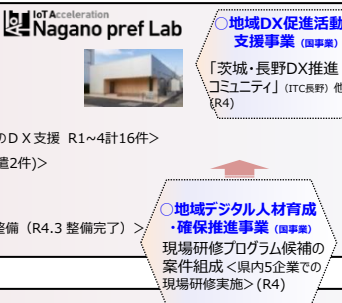 IoT Acceleration
Nagano pref Lab
○地域DX促進活動
支援事業（国事業）
「茨城・長野DX推進
コミュニティ」（ITC長野）他
(R4)
のＤＸ支援 R1~4計16件>
遣2件)>
○地域デジタル人材育成
・確保推進事業（国事業）
整備（R4.3 整備完了）>
現場研修プログラム候補の
案件組成＜県内5企業での
現場研修実施＞(R4)